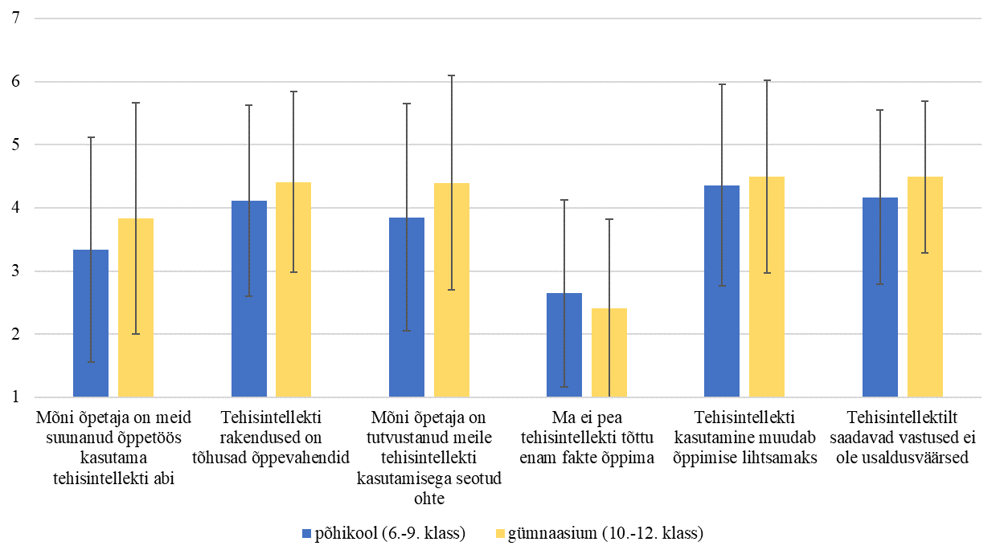 7
6
5
4
3
2
1
Mõni õpetaja on meid
suunanud õppetöös
kasutama
tehisintellekti abi
Tehisintellekti
rakendused on
tõhusad õppevahendid
Mõni õpetaja on
tutvustanud meile
tehisintellekti
kasutamisega seotud
ohte
Ma ei pea
tehisintellekti tõttu
enam fakte õppima
Tehisintellekti
kasutamine muudab
õppimise lihtsamaks
Tehisintellektilt
saadavad vastused ei
ole usaldusväärsed
põhikool (6.-9. klass)
gümnaasium (10.-12. klass)